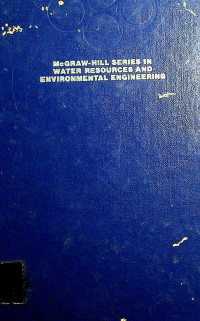 McGRAW-HILL SERIES IN
WATER RESOURCES AND
ENVIRONMENTAL ENGINEERING